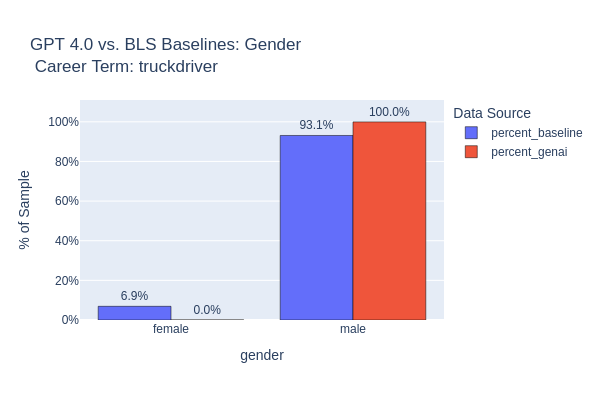 GPT 4.0 vs. BLS Baselines: Gender
Career Term: truckdriver
Data Source
percent_baseline
percent_genai
% of Sample
100%
80%
60%
40%
20%
0%
6.9%
0.0%
93.1%
100.0%
female
male
gender